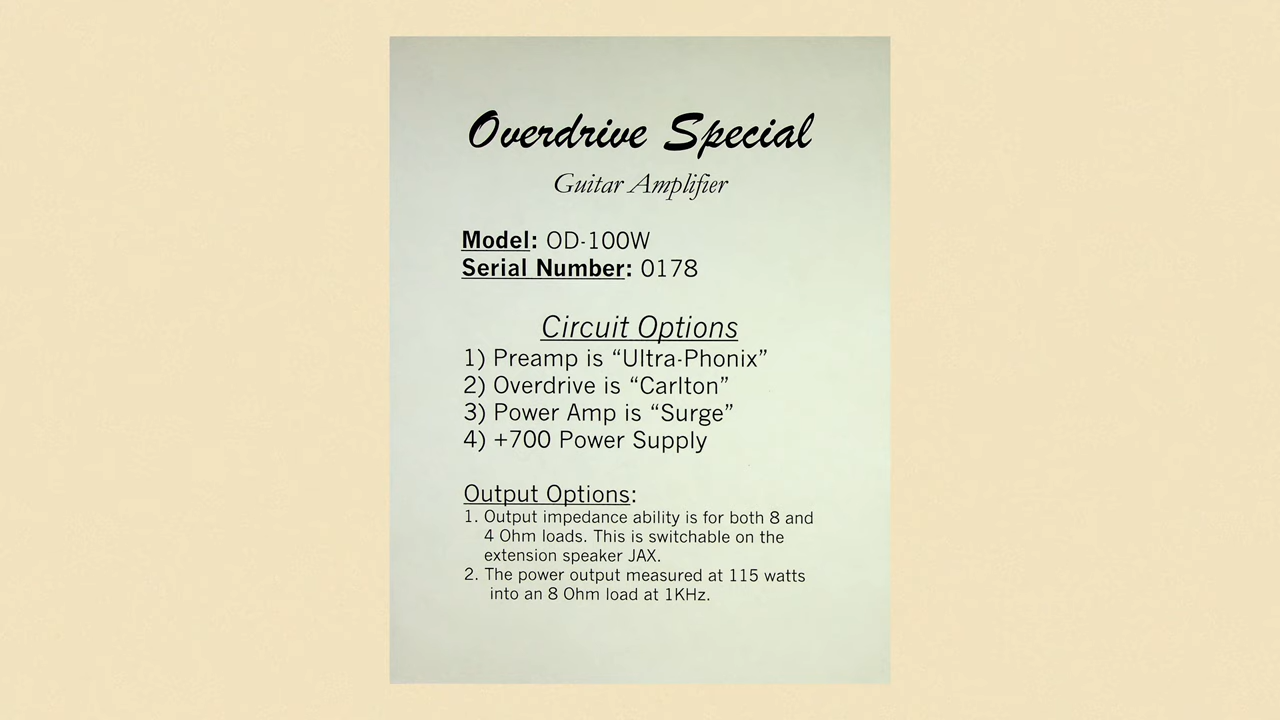 Overdrive Special
Guitar Amplifier
Model: OD-100W
Serial Number: 0178
Circuit Options
1) Preamp is “Ultra-Phonix”
2) Overdrive is “Carlton”
3) Power Amp is “Surge”
4) +700 Power Supply
Output Options:
1. Output impedance ability is for both 8 and
4 Ohm loads. This is switchable on the
extension speaker JAX.
2. The power output measured at 115 watts
into an 8 Ohm load at 1KHz.